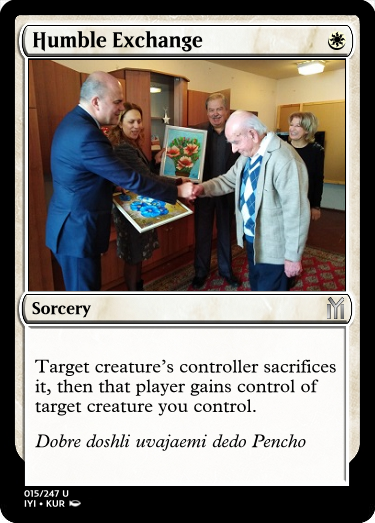 Humble Exchange
Sorcery
Target creature's controller sacrifices
it, then that player gains control of
target creature you control.
Dobre doshli uvajaemi dedo Pencho
015/247 U
IYI • KUR